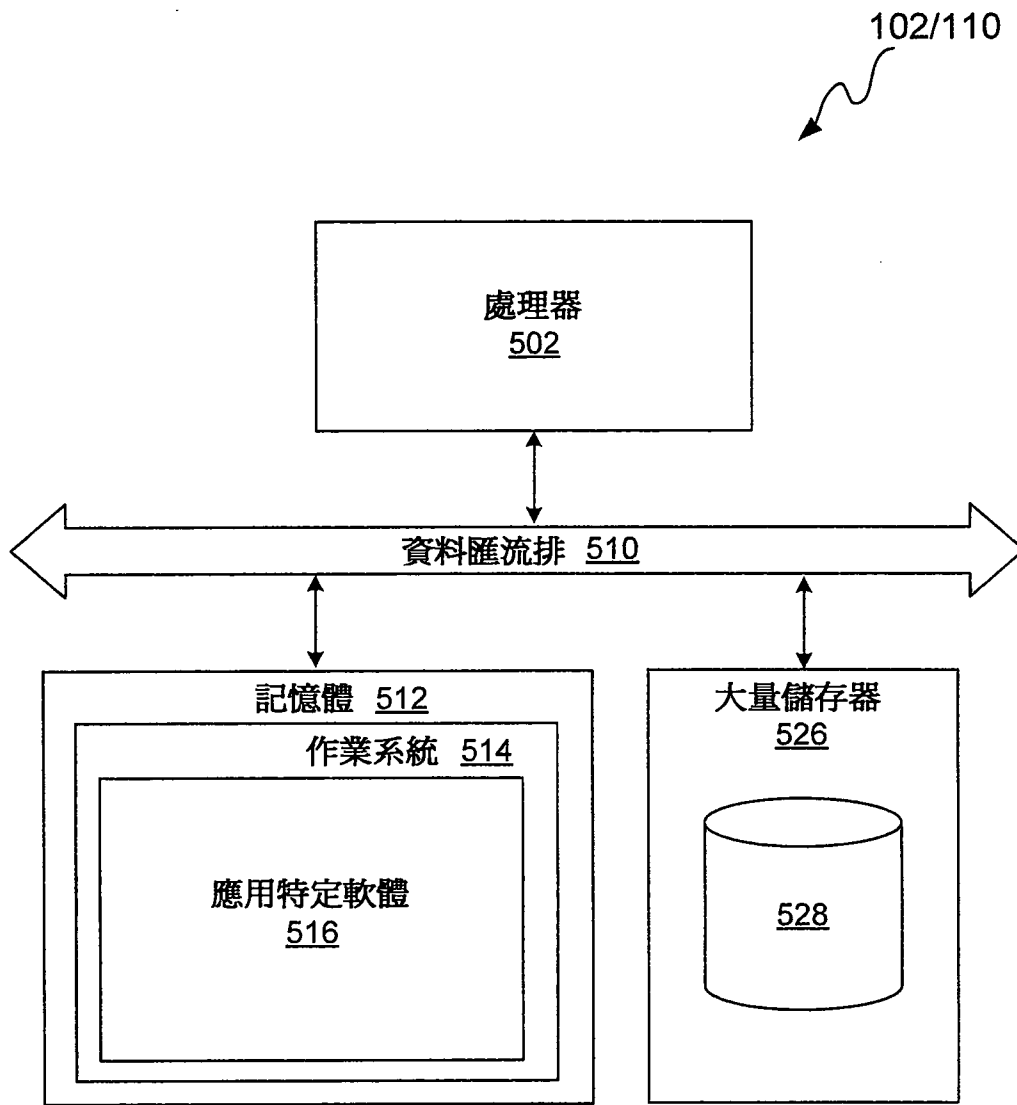 102/110
處理器
502
資料匯流排 510
記憶體 512
作業系統 514
應用特定軟體
516
大量儲存器
526
528